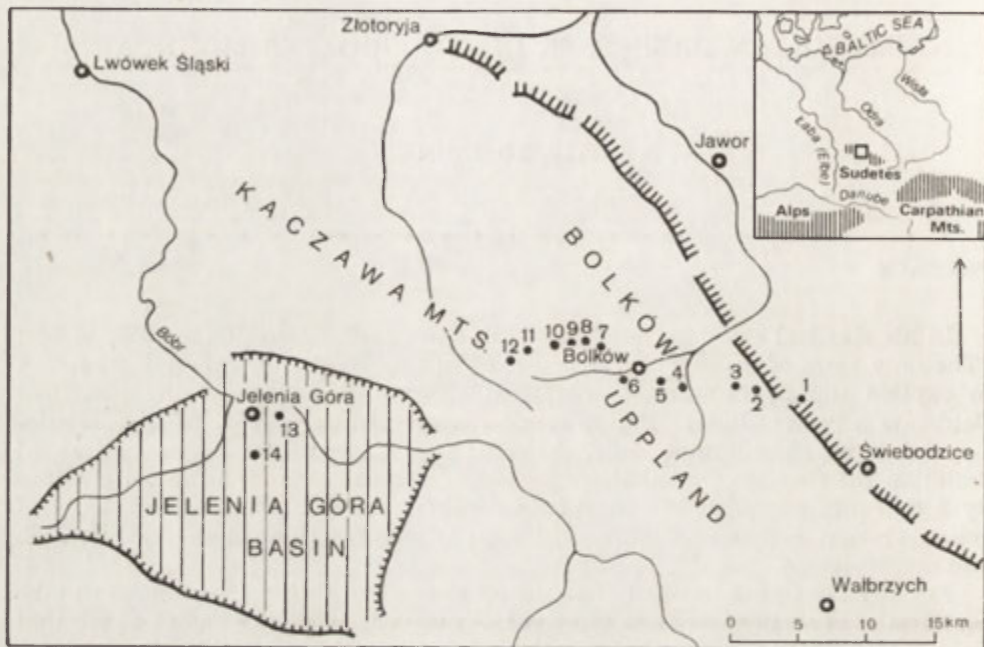 Złotoryja
Lwówek Śląski
Jawor
BALTIC SEA
Wisła
Odra
Łaba (Elbe)
Sudetes
Danube
Alps
Carpathian
Mts.
KACZAWA MTS.
BOLKÓW UPPLAND
Bóbr
12 11 10 9 8 7
Bolków
6 5 4 3 2 1
Jelenia Góra
13
14
Świebodzice
JELENIA GÓRA
BASIN
Wałbrzych
0 5 10 15 km